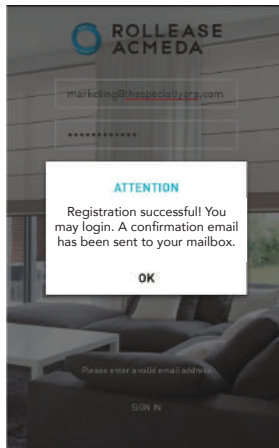 ROLLEASE
ACMEDA
marketing@thespecialtygrp.com
ATTENTION
Registration successful! You
may login. A confirmation email
has been sent to your mailbox.
OK
Please enter a valid email address
SIGN IN